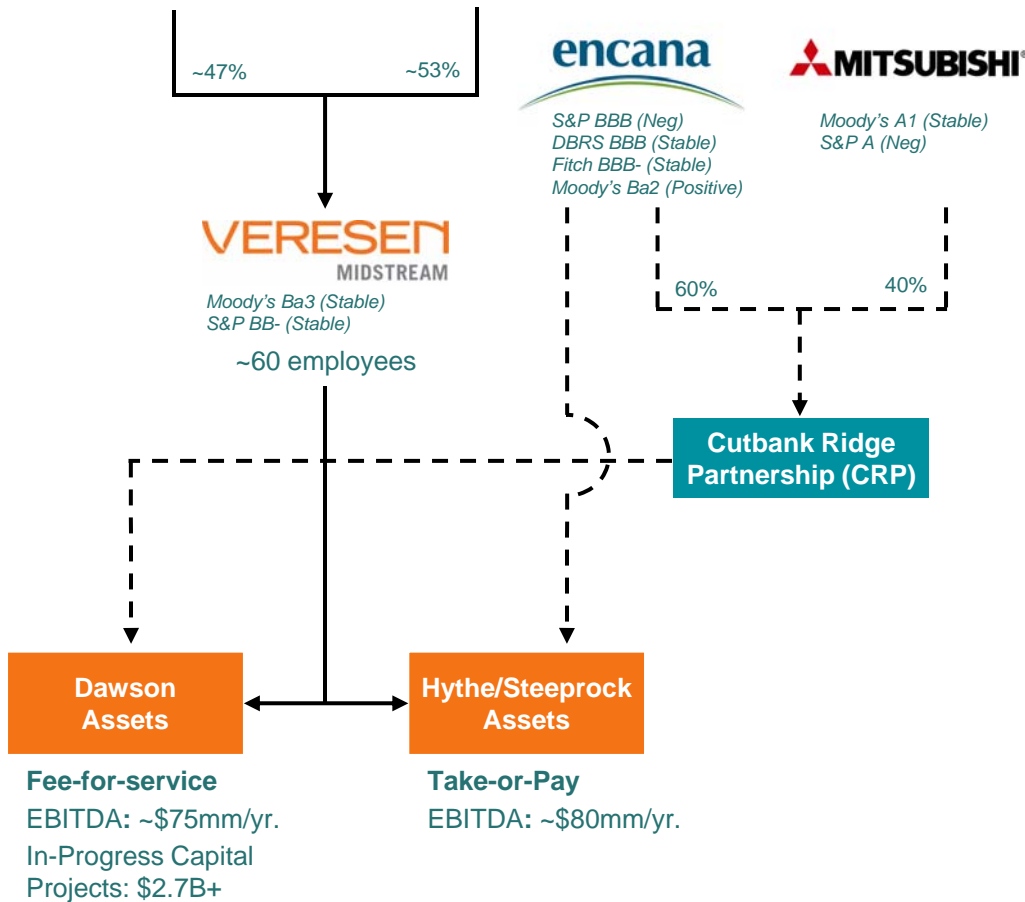 ~47%
~53%
encana
S&P BBB (Neg)
DBRS BBB (Stable)
Fitch BBB- (Stable)
Moody's Ba2 (Positive)
MITSUBISHI
Moody's A1 (Stable)
S&P A (Neg)
VERESEN
MIDSTREAM
Moody's Ba3 (Stable)
S&P BB- (Stable)
~60 employees
60%
40%
Cutbank Ridge
Partnership (CRP)
Dawson
Assets
Fee-for-service
EBITDA: ~$75mm/yr.
In-Progress Capital
Projects: $2.7B+
Hythe/Steeprock
Assets
Take-or-Pay
EBITDA: ~$80mm/yr.